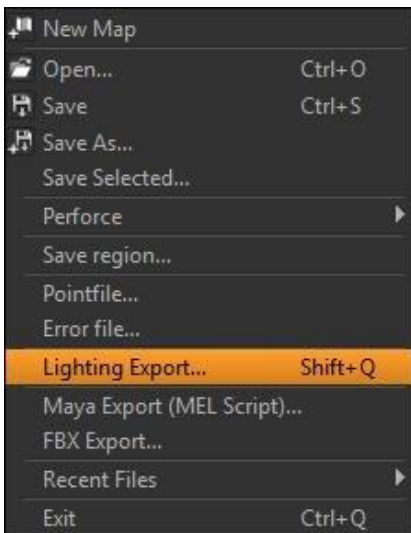 New Map
Open... Ctrl+O
Save Ctrl+S
Save As...
Save Selected...
Perforce
Save region...
Pointfile...
Error file...
Lighting Export... Shift+Q
Maya Export (MEL Script)...
FBX Export...
Recent Files
Exit Ctrl+Q